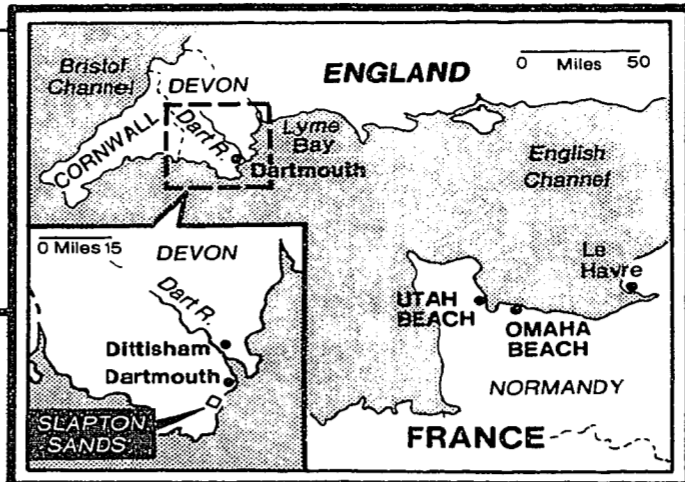 Bristol
Channel
DEVON
ENGLAND
0 Miles 50
CORNWALL
Dart R.
Dartmouth
Lyme
Bay
English
Channel
0 Miles 15
DEVON
Dart R.
Dittisham
Dartmouth
SLAPTON
SANDS
Le
Havre
UTAH
BEACH
OMAHA
BEACH
NORMANDY
FRANCE